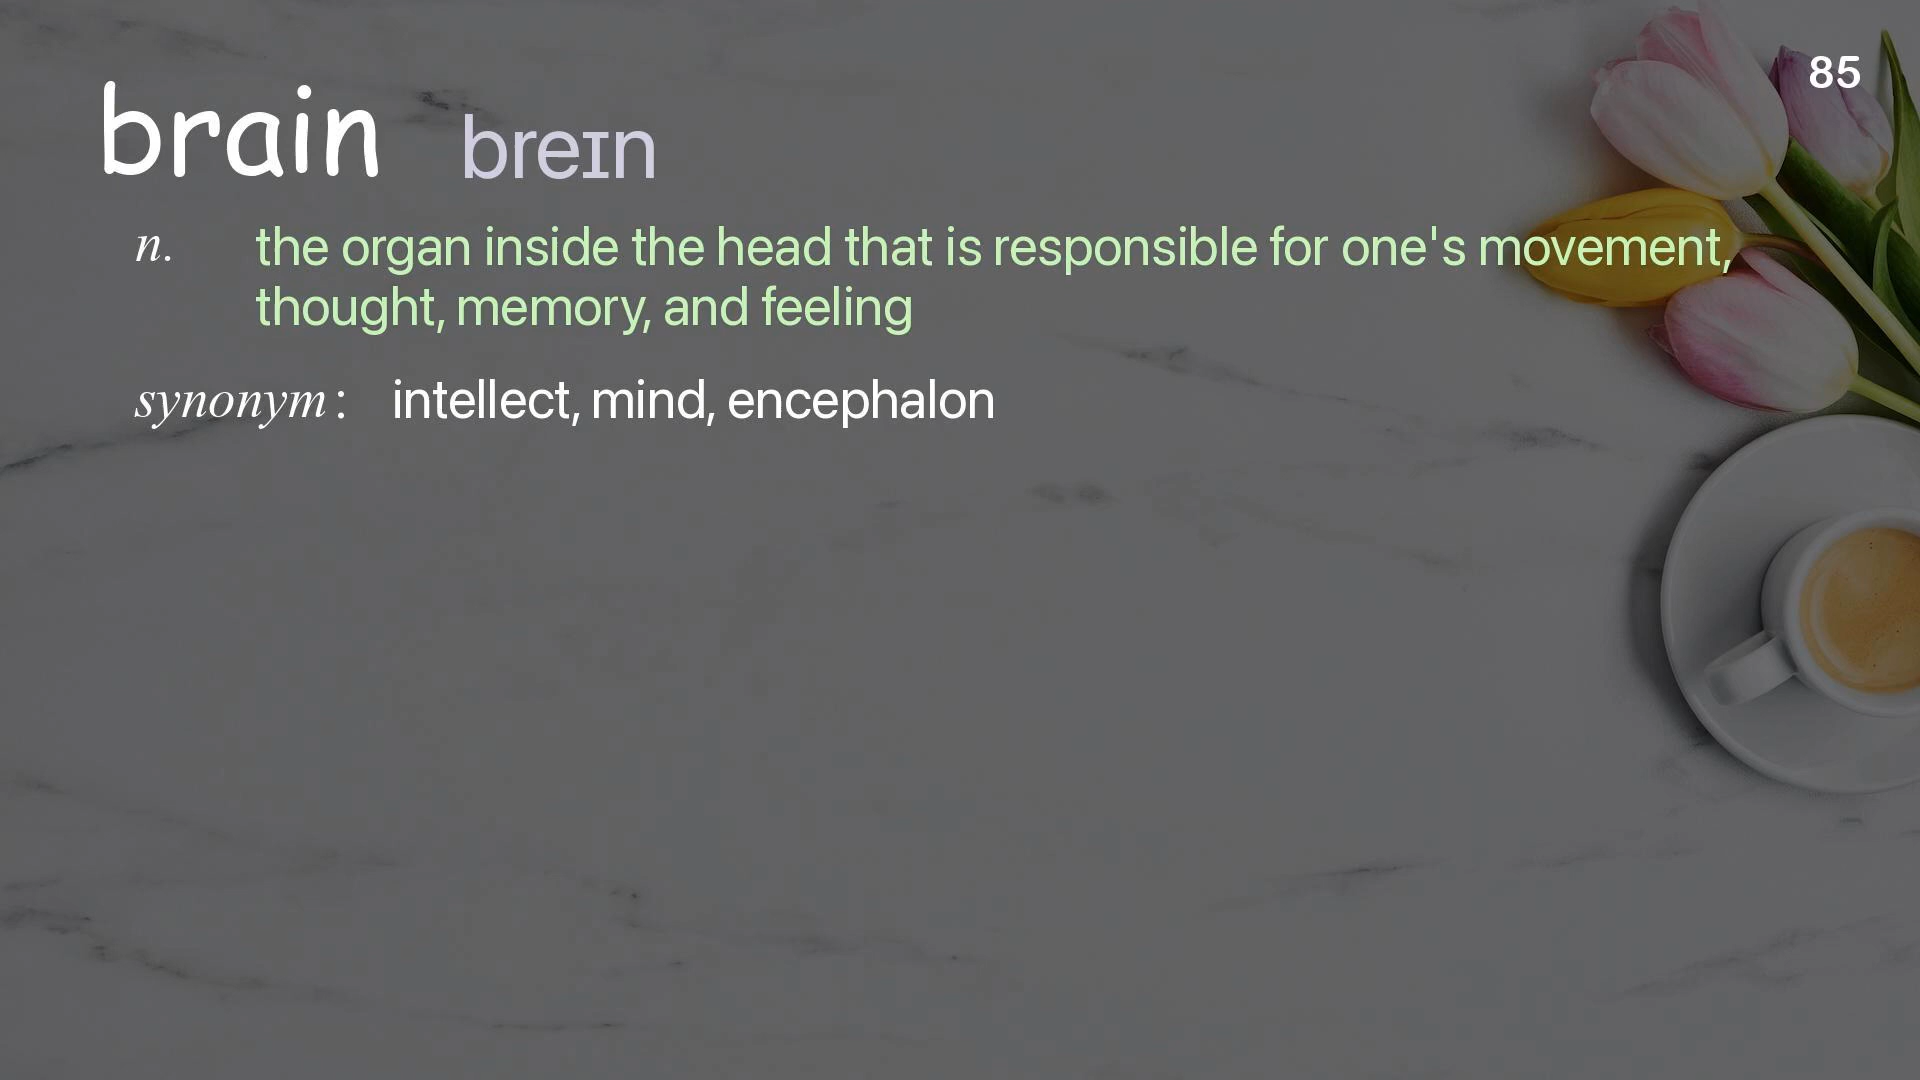 85
brain breɪn
n. the organ inside the head that is responsible for one's movement,
thought, memory, and feeling
synonym : intellect, mind, encephalon